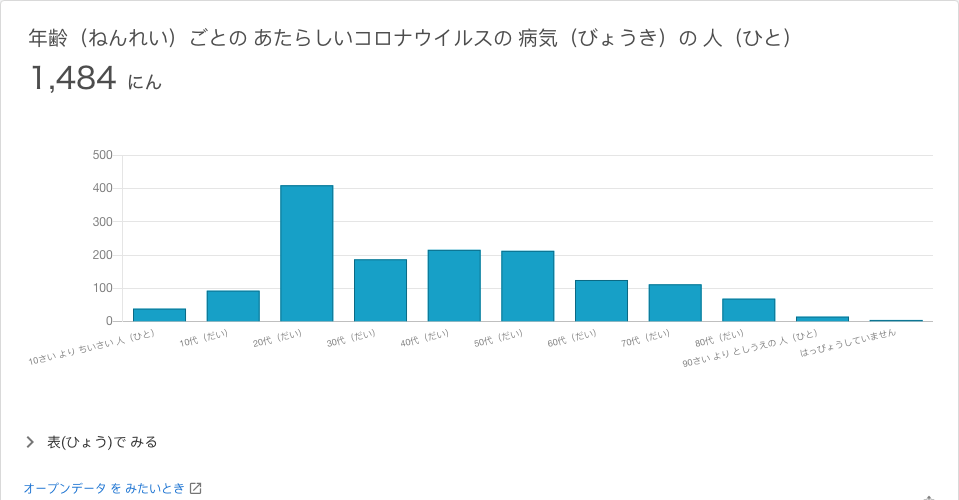 年齢（ねんれい）ごとの あたらしいコロナウイルスの 病気（びょうき）の 人（ひと）
1,484 にん
500
400
300
200
100
0
10さい より ちいさい 人（ひと）
10代（だい）
20代（だい）
30代（だい）
40代（だい）
50代（だい）
60代（だい）
70代（だい）
80代（だい）
90さい より としうえの 人（ひと）
はっぴょうしていません
表(ひょう)で みる
オープンデータ を みたいとき